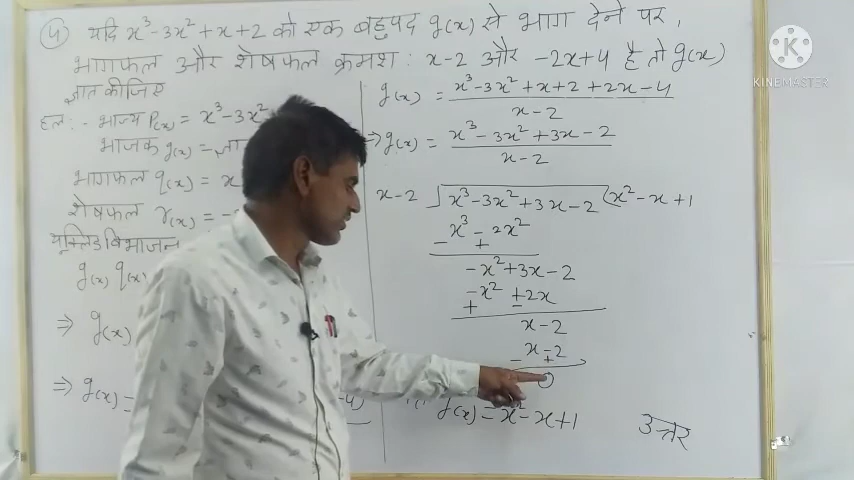 (4) यदि x³-3x²+x+2 को एक बहुपद g(x) से भाग देने पर,
भागफल और शेषफल क्रमश: x-2 और -2x+4 है तो g(x)
ज्ञात कीजिए
हल:- भाज्य P(x) = x³-3x²
भाजक g(x) =
भागफल q(x) = x
शेषफल r(x) = -
यूक्लिड विभाजन
g(x) q(x)
⇒ g(x)
⇒ g(x) =
g(x) = x³-3x²+x+2+2x-4
x-2
⇒ g(x) = x³-3x²+3x-2
x-2
x-2 ) x³-3x²+3x-2 ( x²-x+1
x³-2x²
- +
-x²+3x-2
-x²+2x
+ -
x-2
x-2
- +
0
g(x) = x²-x+1
उत्तर
KINEMASTER